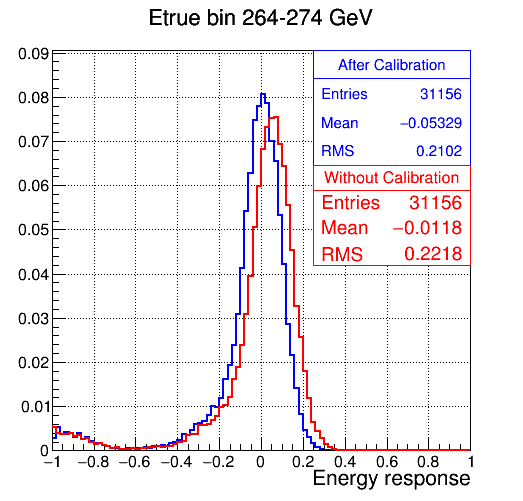 Etrue bin 264-274 GeV
0.09
0.08
0.07
0.06
0.05
0.04
0.03
0.02
0.01
0
After Calibration
Entries 31156
Mean −0.05329
RMS 0.2102
Without Calibration
Entries 31156
Mean −0.0118
RMS 0.2218
−1 −0.8 −0.6 −0.4 −0.2 0 0.2 0.4 0.6 0.8 1
Energy response